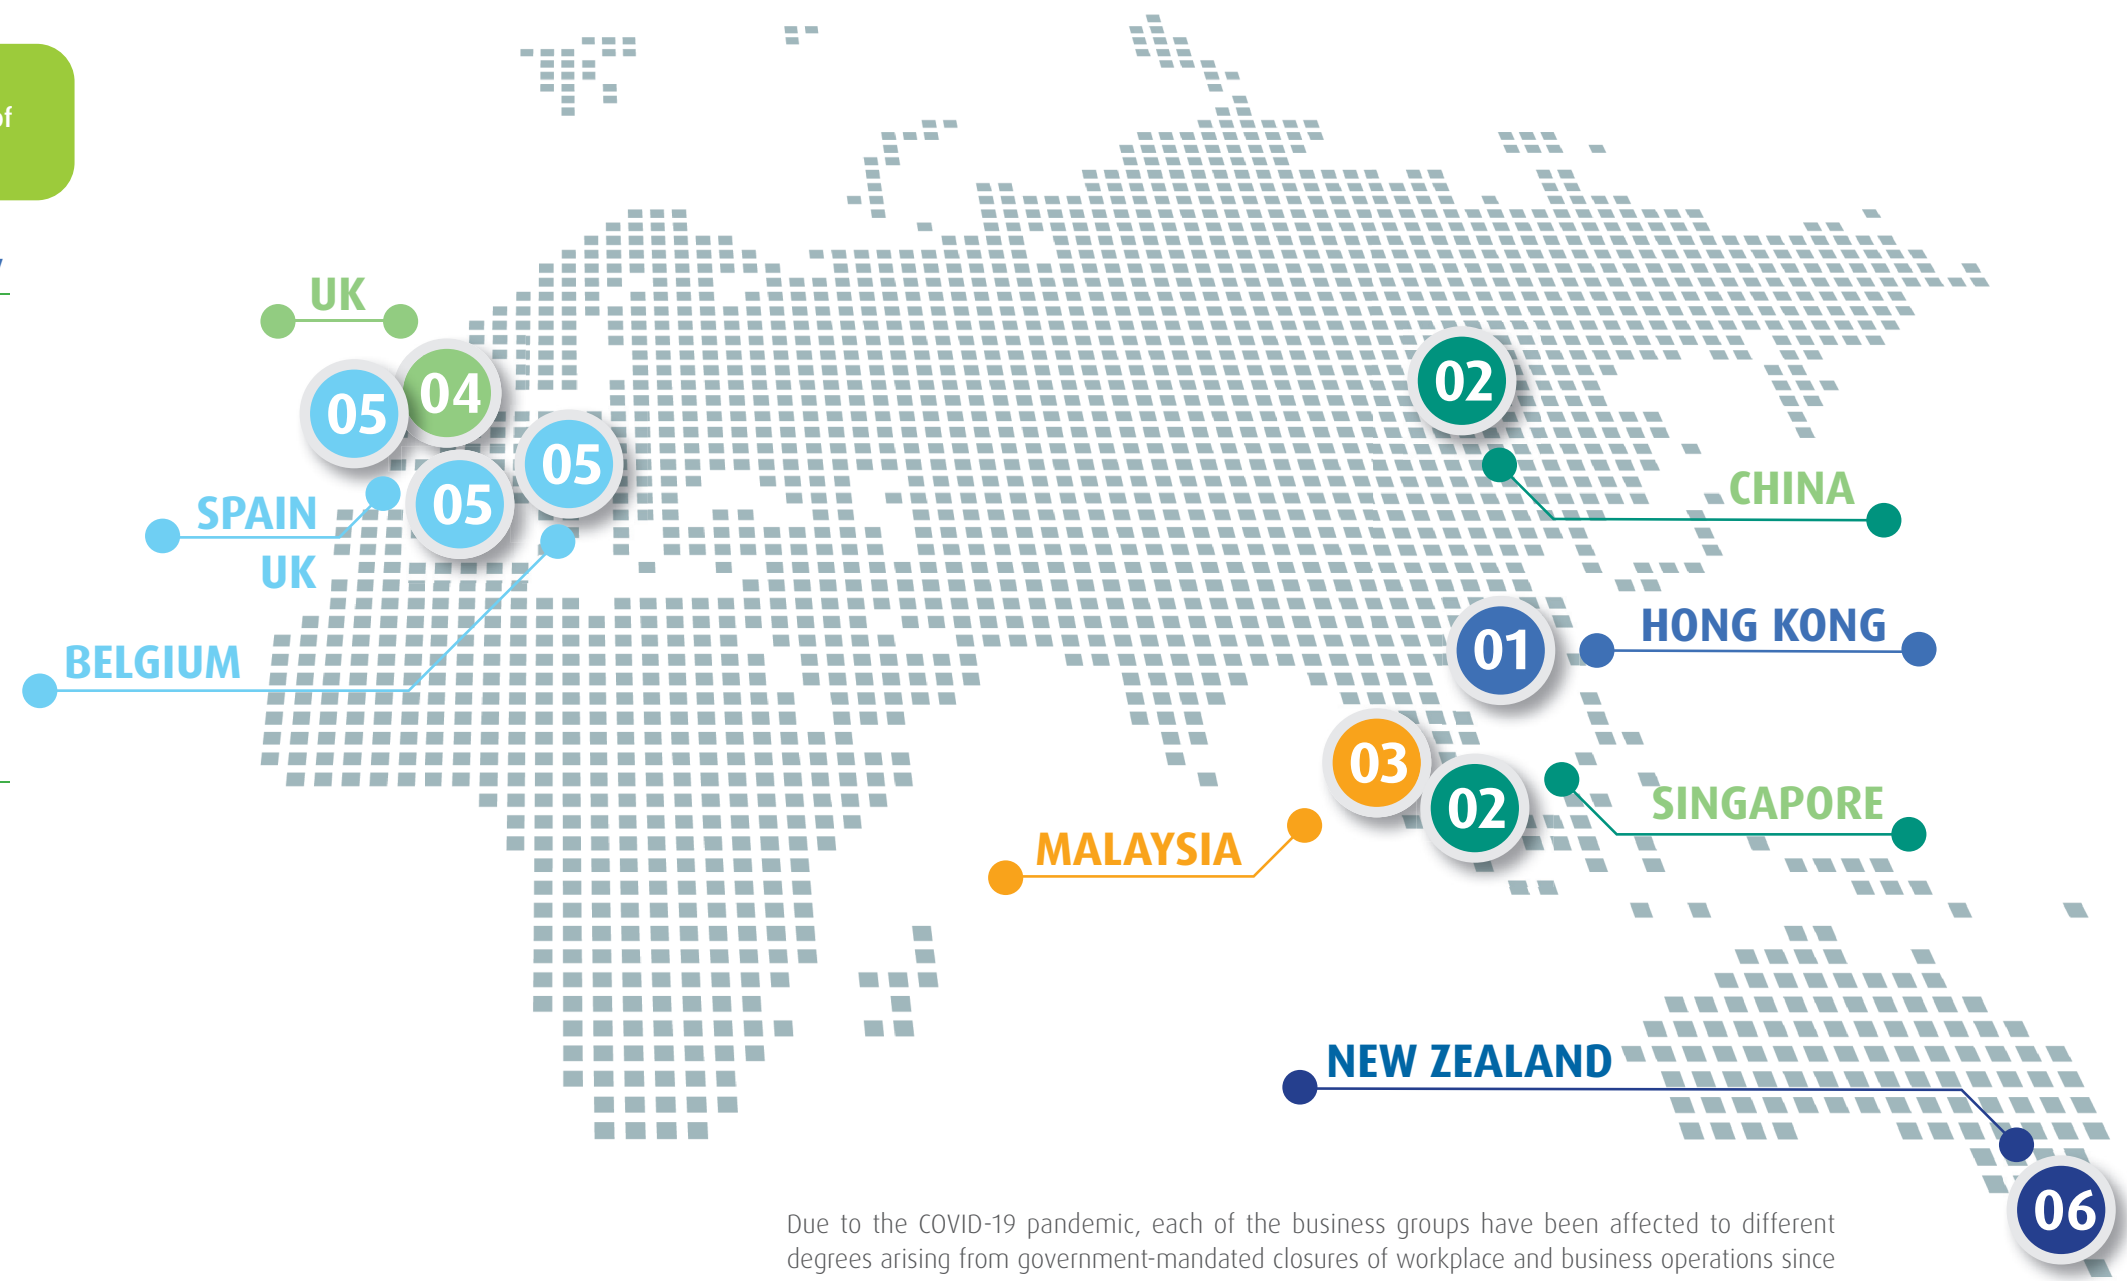 of
UK
04
05
05
05
SPAIN
UK
BELGIUM
02
CHINA
01
HONG KONG
03
02
SINGAPORE
MALAYSIA
NEW ZEALAND
06
Due to the COVID-19 pandemic, each of the business groups have been affected to different
degrees arising from government-mandated closures of workplace and business operations since